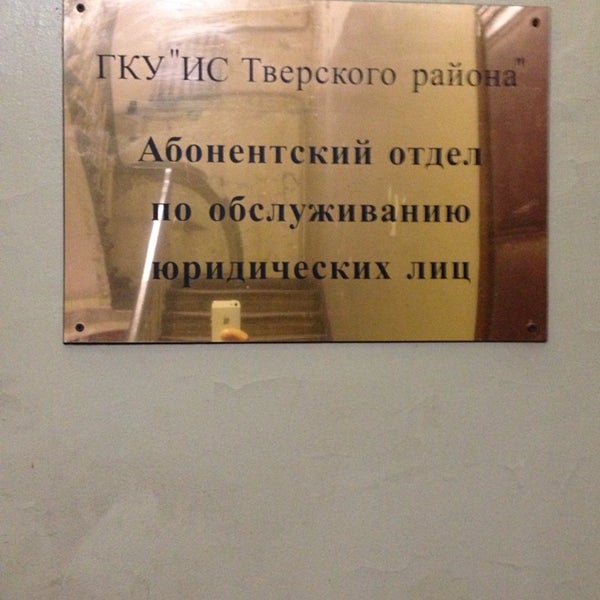 ГКУ "ИС Тверского района"
Абонентский отдел
по обслуживанию
юридических лиц